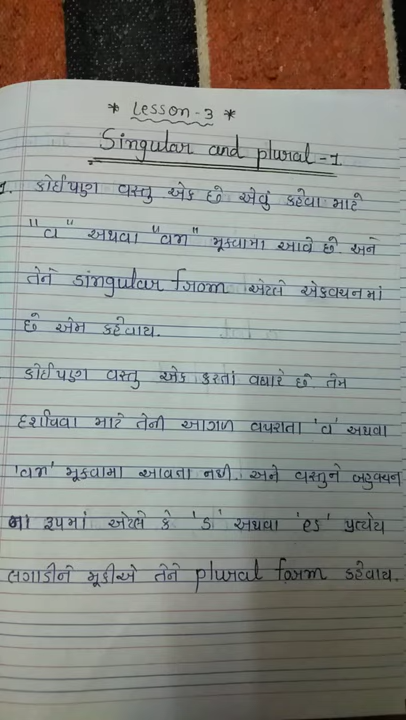 * Lesson - 3 *
Singular and plural - 1
1. કોઈપણ વસ્તુ એક છે એવું કહેવા માટે
"a" અથવા "an" મૂકવામા આવે છે. અને
તેને singular from એટલે એકવચનમાં
છે એમ કહેવાય.
કોઈપણ વસ્તુ એક કરતાં વધારે છે તેમ
દર્શાવવા માટે તેની આગળ વપરાતા 'a' અથવા
'an' મૂકવામા આવતા નથી. અને વસ્તુને બહુવચન
નાં રૂપમાં એટલે કે 's' અથવા 'es' પ્રત્યેય
લગાડીને મૂકીએ તેને plural farm કહેવાય.